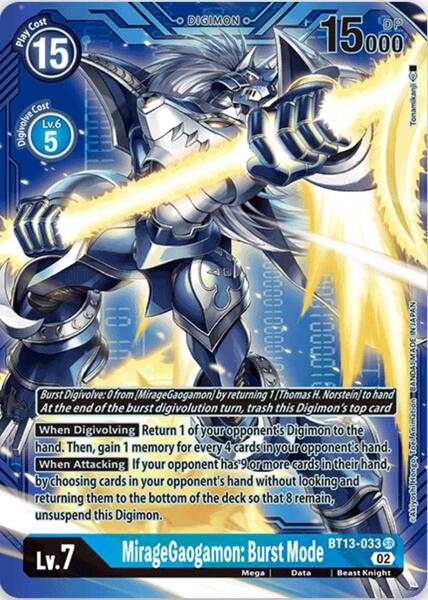 Play Cost
15
DIGIMON
DP
15000
Digivolve Cost
Lv.6
5
Tonamikanji
Burst Digivolve: 0 from [MirageGaogamon] by returning 1 [Thomas H. Norstein] to hand
At the end of the burst digivolution turn, trash this Digimon's top card
When Digivolving Return 1 of your opponent's Digimon to the
hand. Then, gain 1 memory for every 4 cards in your opponent's hand.
When Attacking If your opponent has 9 or more cards in their hand,
by choosing cards in your opponent's hand without looking and
returning them to the bottom of the deck so that 8 remain,
unsuspend this Digimon.
©Akiyoshi Hongo, Toei Animation BANDAI MADE IN JAPAN
Lv.7
MirageGaogamon: Burst Mode
BT13-033 SR
02
Mega
Data
Beast Knight